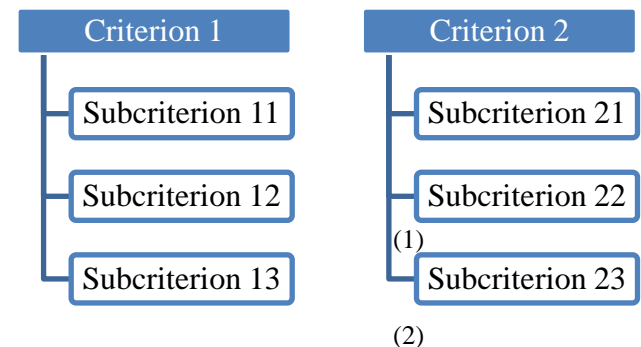 Criterion 1
Subcriterion 11
Subcriterion 12
Subcriterion 13
Criterion 2
Subcriterion 21
Subcriterion 22
(1)
Subcriterion 23
(2)